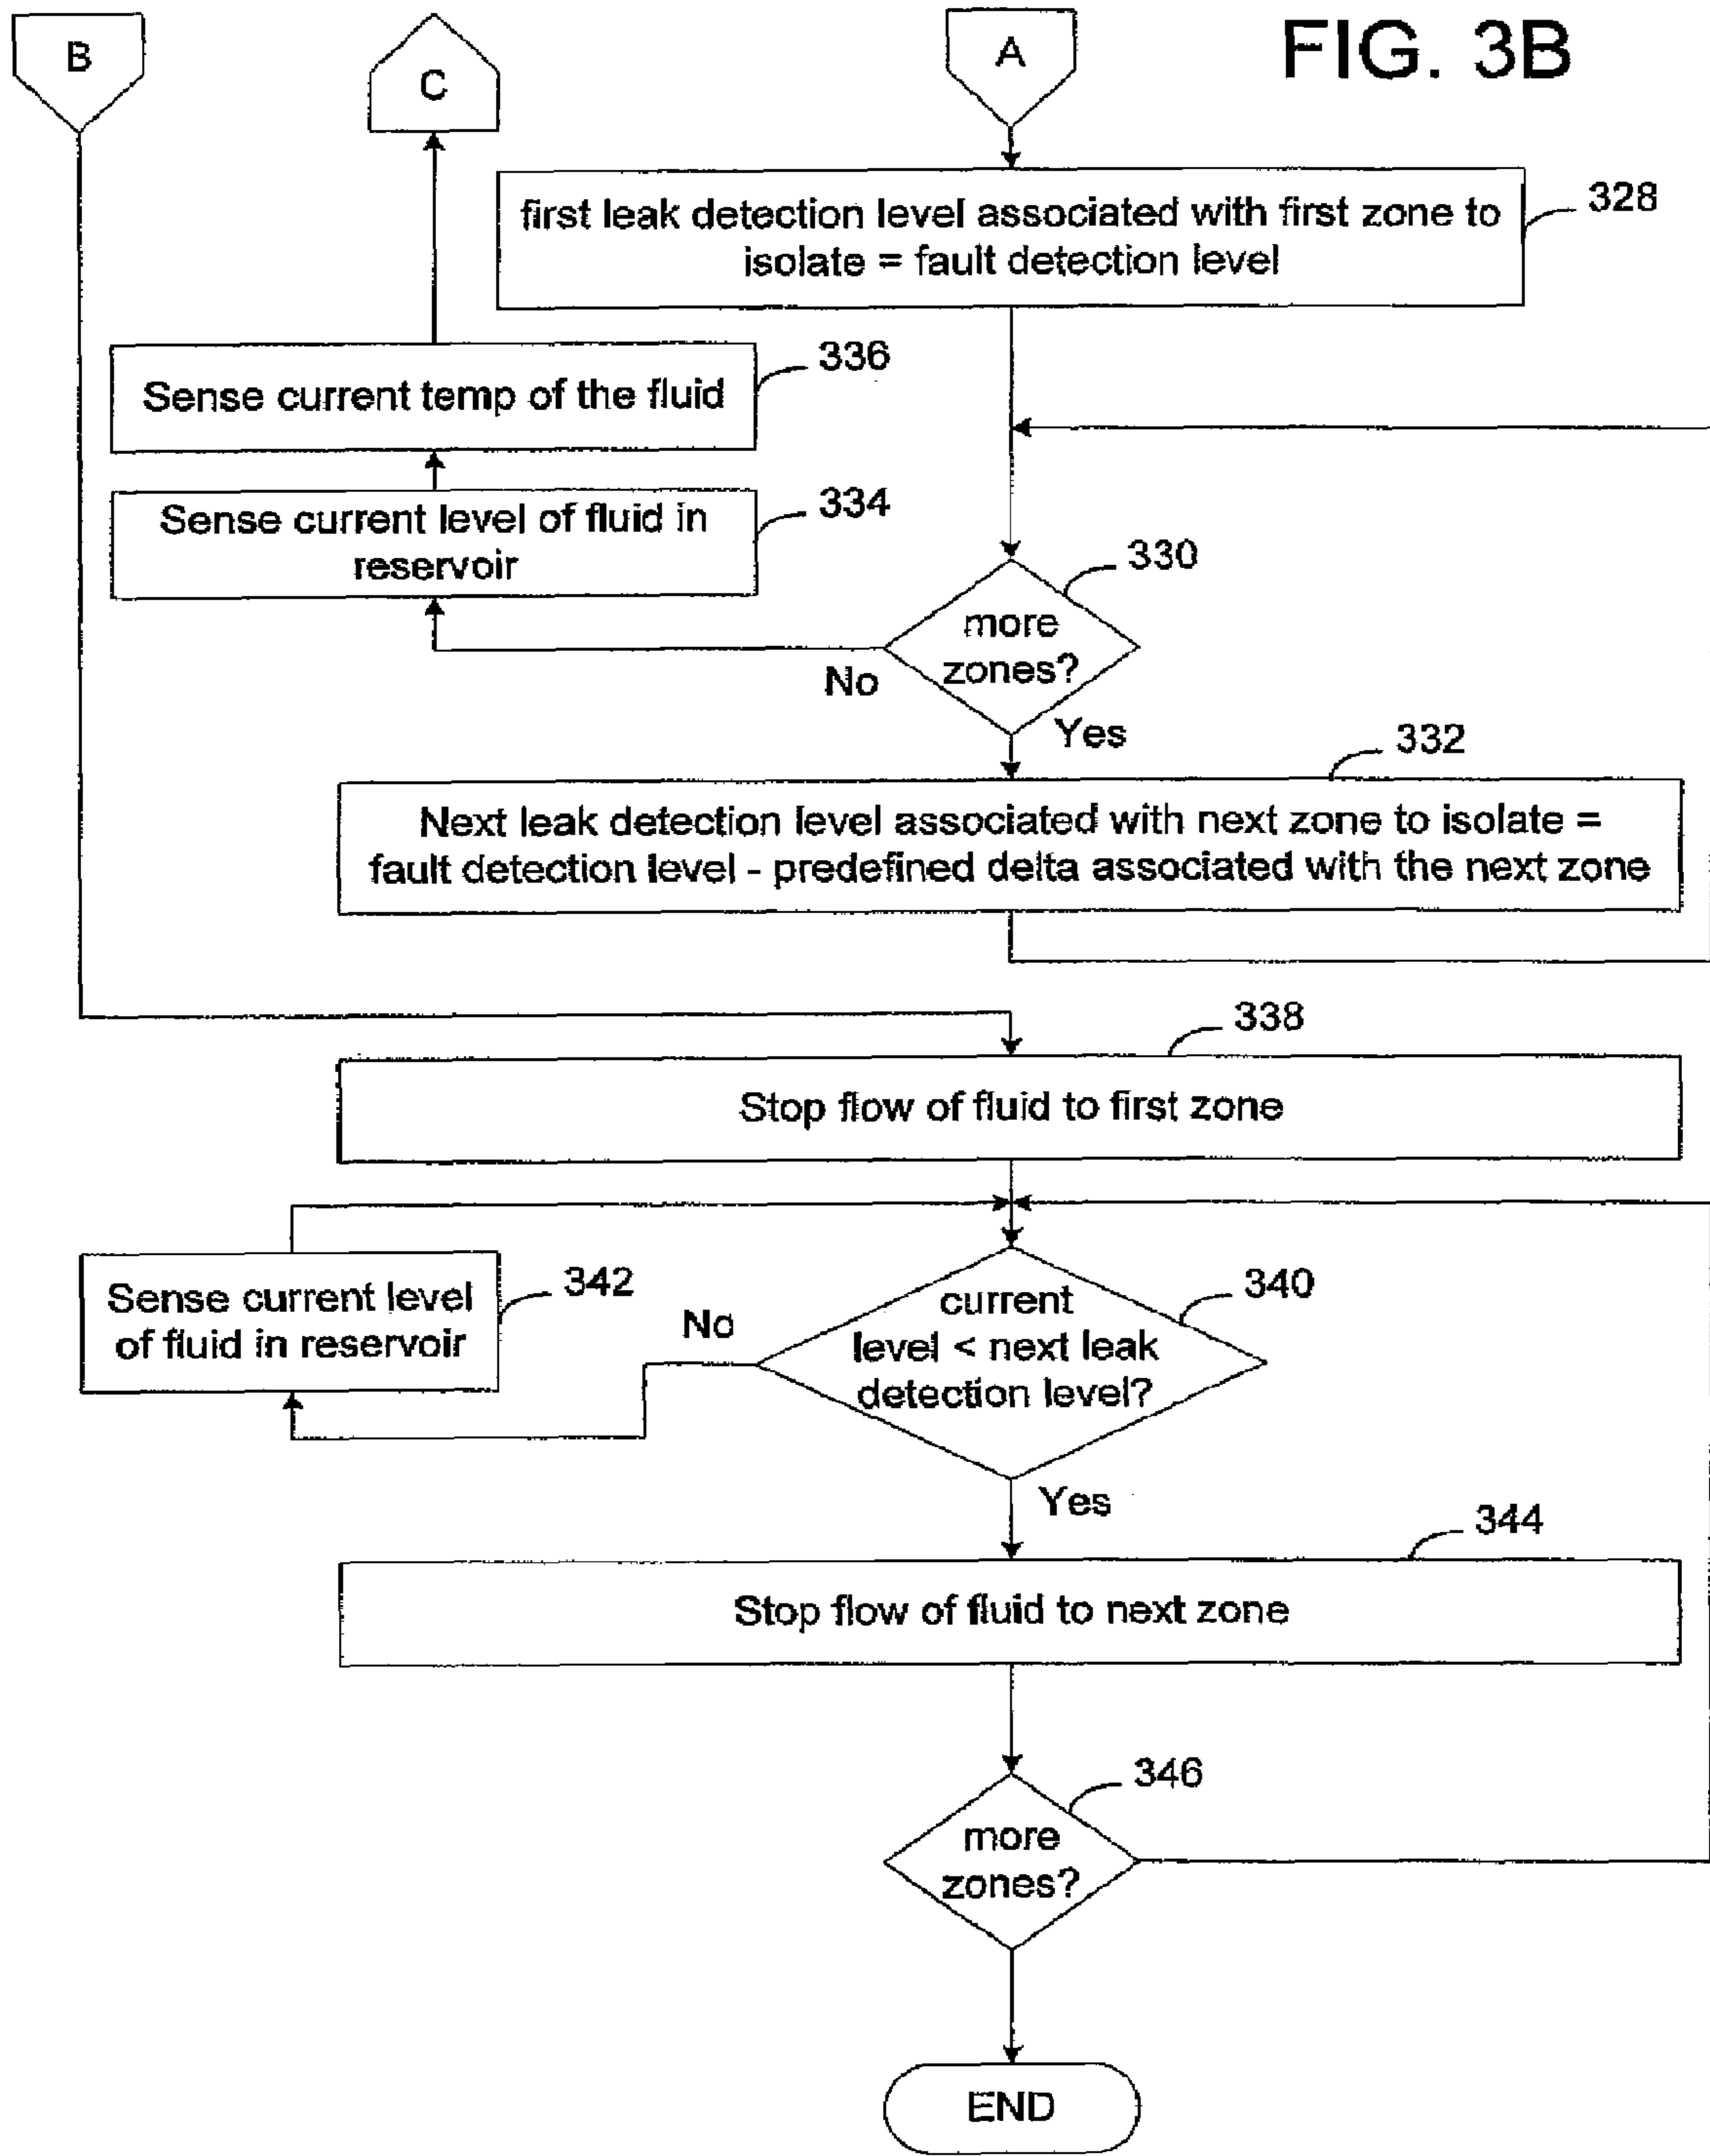 B
C
A
FIG. 3B
first leak detection level associated with first zone to
isolate = fault detection level
328
336
Sense current temp of the fluid
334
Sense current level of fluid in
reservoir
330
more
zones?
No
Yes
332
Next leak detection level associated with next zone to isolate =
fault detection level - predefined delta associated with the next zone
338
Stop flow of fluid to first zone
Sense current level
of fluid in reservoir
342
No
current
level < next leak
detection level?
340
Yes
344
Stop flow of fluid to next zone
346
more
zones?
END